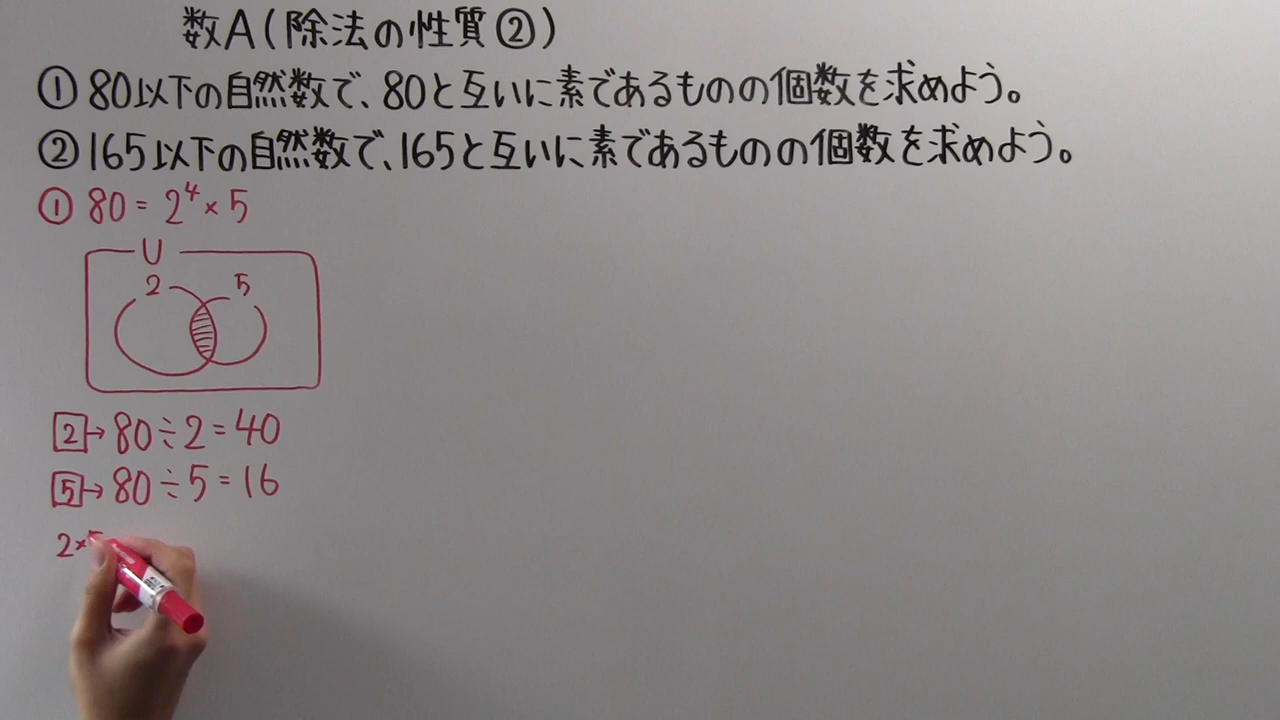 数A(除法の性質②)
① 80以下の自然数で、80と互いに素であるものの個数を求めよう。
② 165以下の自然数で、165と互いに素であるものの個数を求めよう。
① 80 = 2⁴ × 5
U
2 5
2→ 80÷2=40
5→ 80÷5=16
2×5